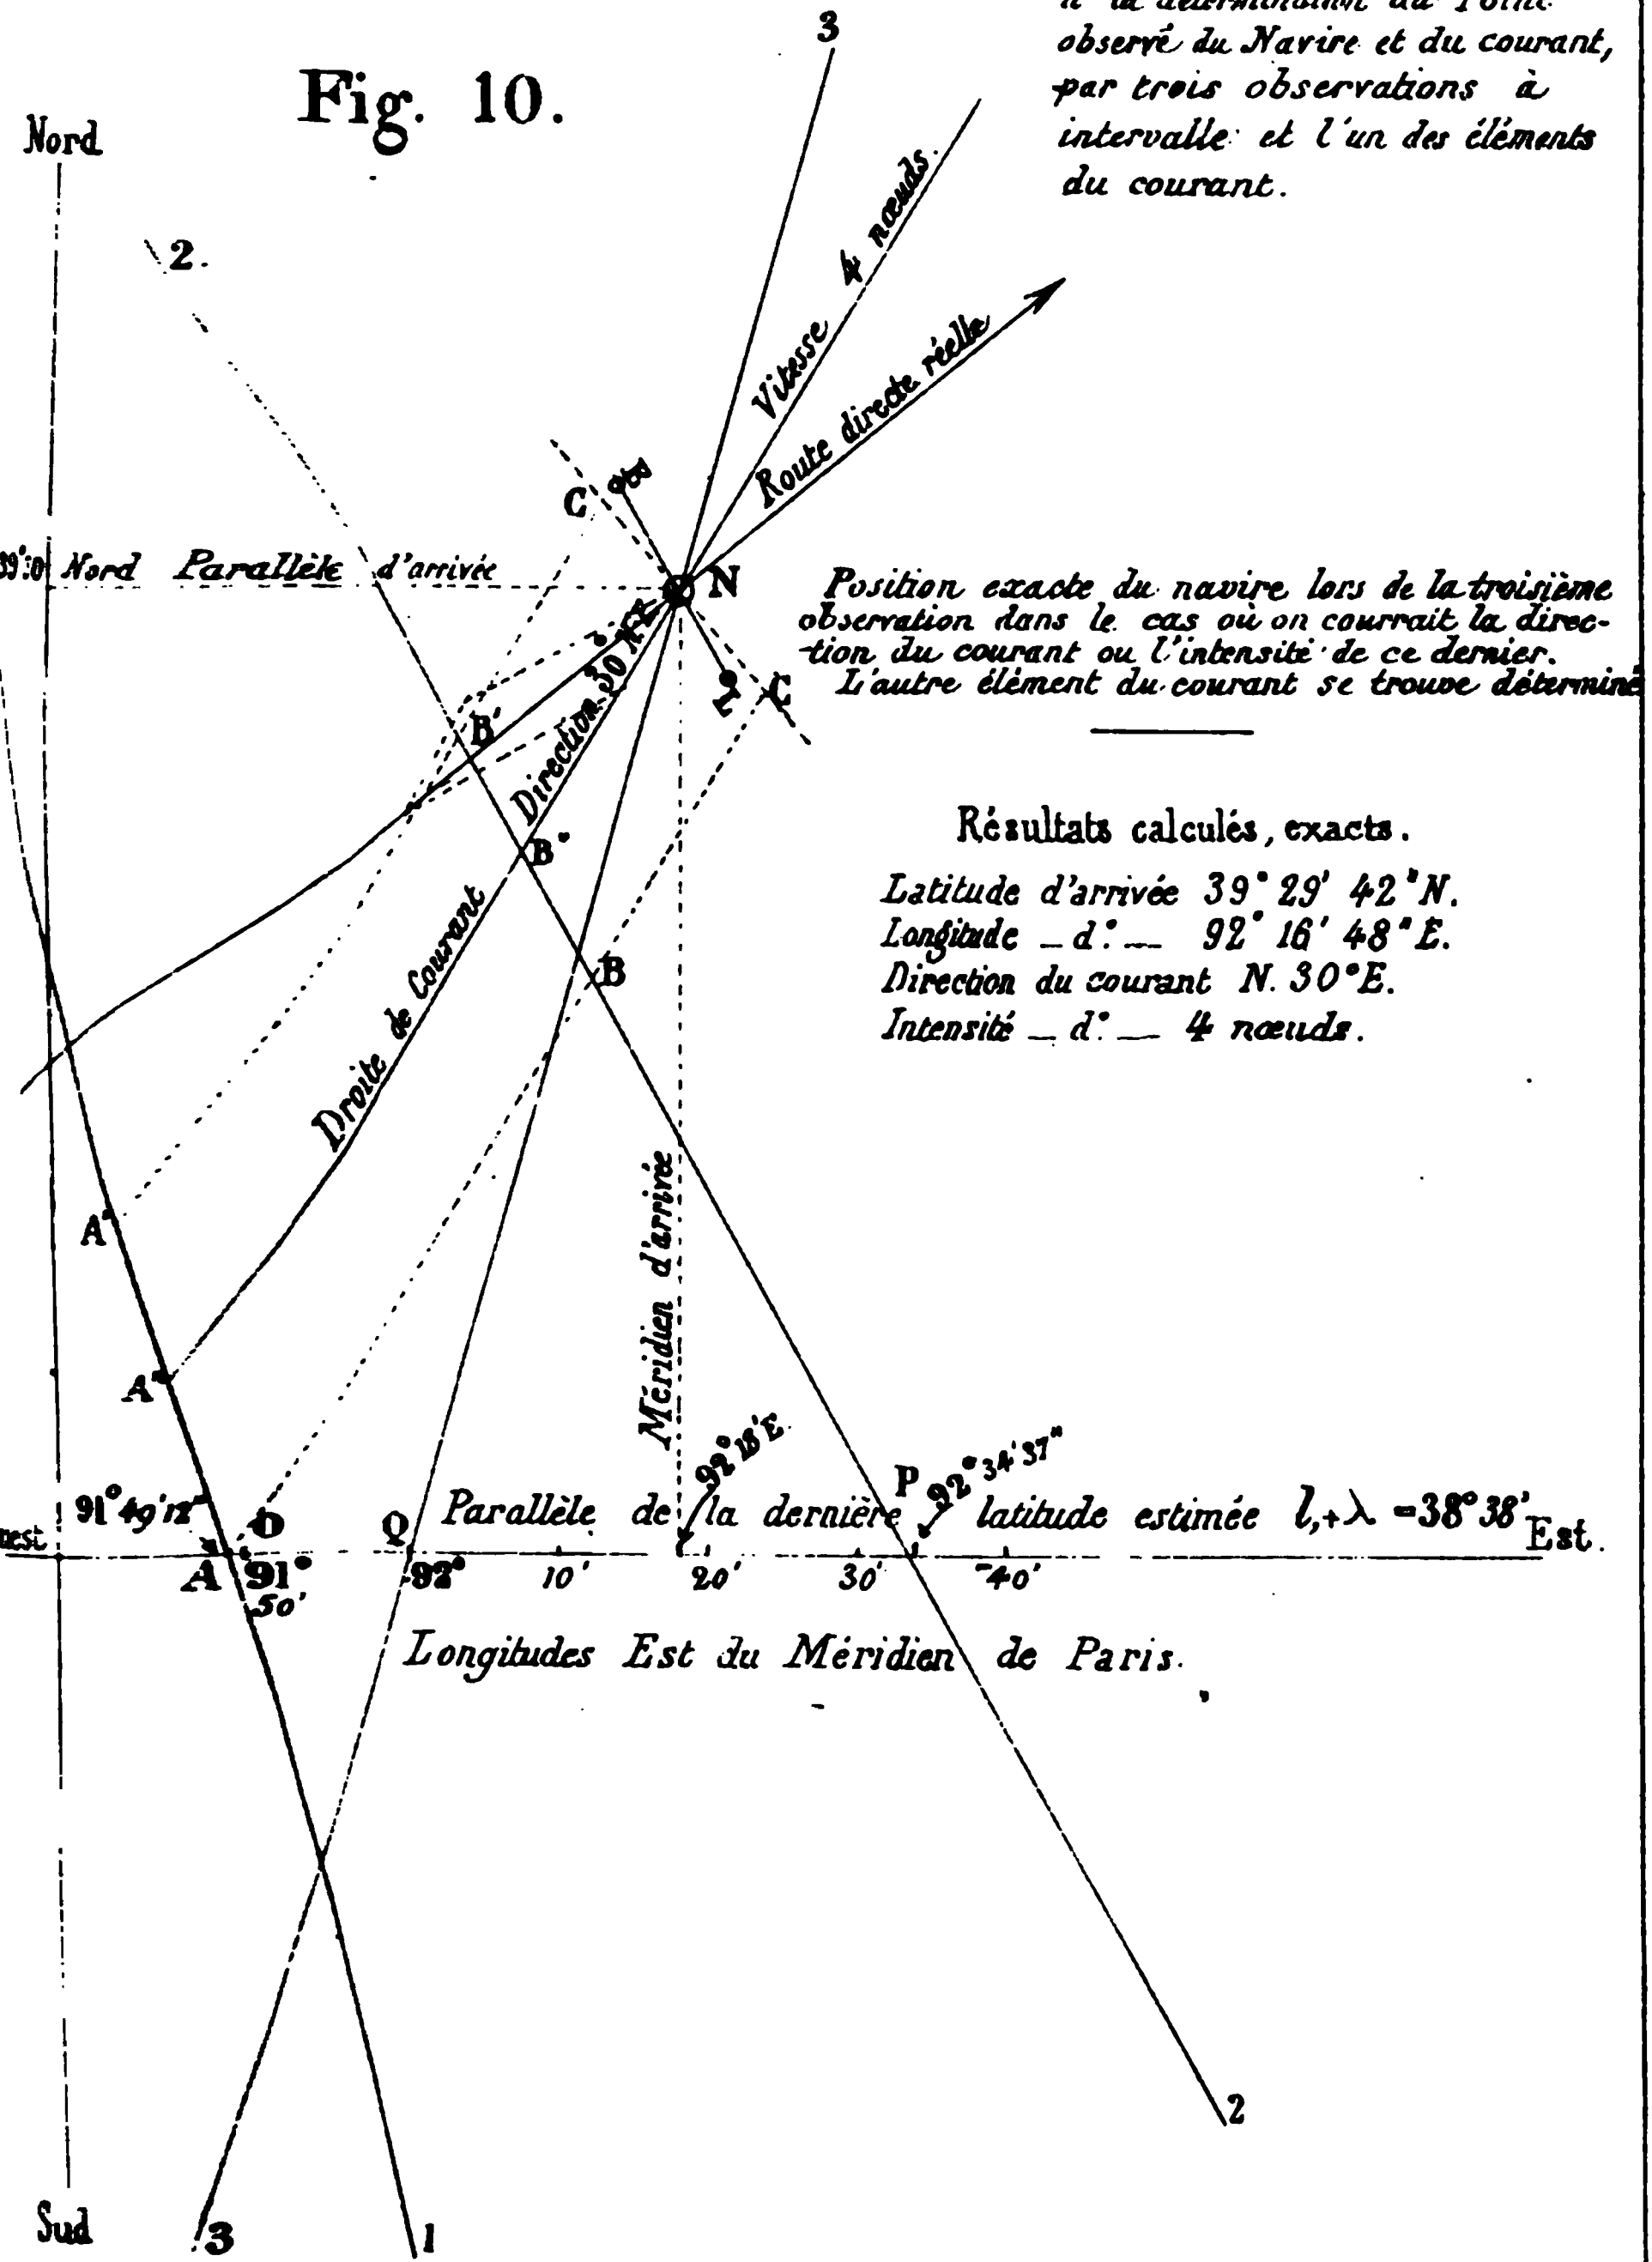 Fig. 10.
à la détermination du Point
observé du Navire et du courant,
par trois observations à
intervalle et l'un des éléments
du courant.
Nord
3
2.
Vitesse 4 nœuds.
Route directe réelle
C
39°:0' Nord Parallèle d'arrivée
N
Position exacte du navire lors de la troisième
observation dans le cas où on courrait la direc-
-tion du courant ou l'intensité de ce dernier.
L'autre élément du courant se trouve déterminé
C
B'
Direction 30 N E
B"
B
Droite de Courant
Résultats calculés, exacts.
Latitude d'arrivée 39° 29' 42" N.
Longitude _ d.° _ 92° 16' 48" E.
Direction du courant N. 30° E.
Intensité _ d.° _ 4 nœuds.
A"
A"
Méridien d'arrivée
92° 18' E.
P
92° 34' 37"
91° 49' 12"
D
Q
Parallèle de la dernière latitude estimée l,+λ = 38° 38'
Est.
A
91°
50'
92°
10'
20'
30'
40'
Longitudes Est du Méridien de Paris.
2
Sud
3
1